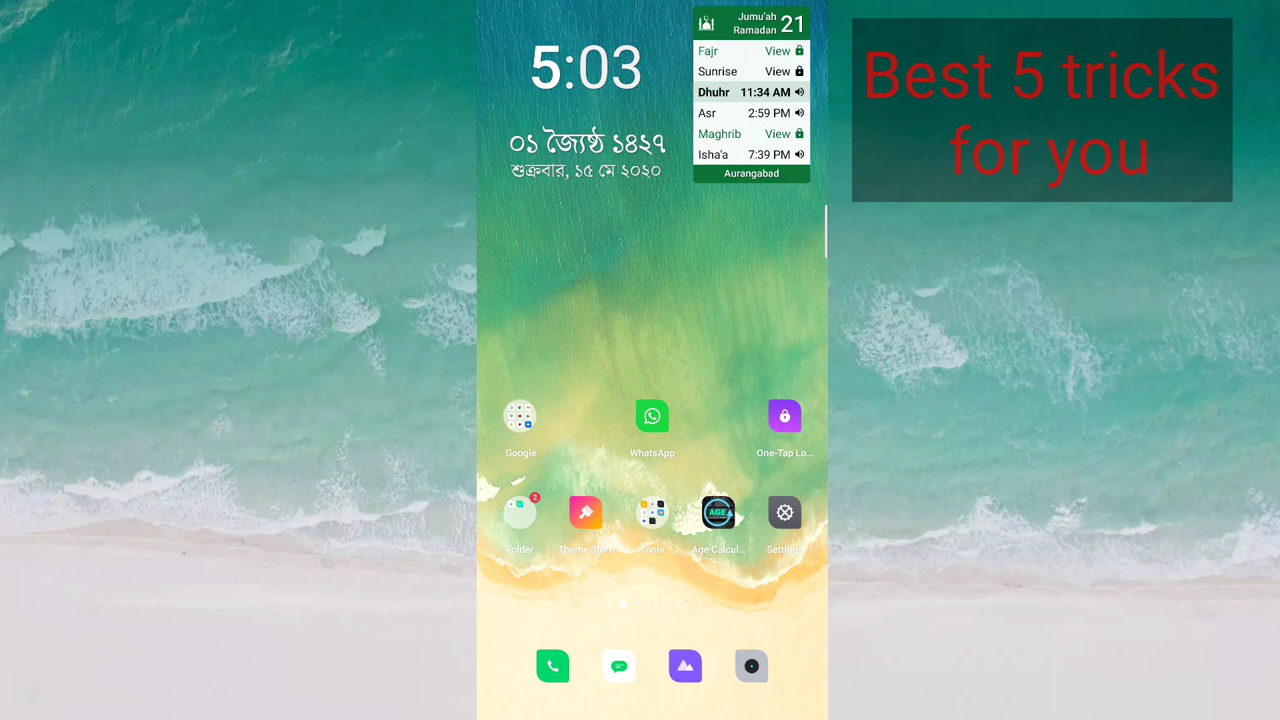 5:03
০১ জ্যৈষ্ঠ ১৪২৭
শুক্রবার, ১৫ মে ২০২০
Jumu'ah
Ramadan 21
Fajr View
Sunrise View
Dhuhr 11:34 AM
Asr 2:59 PM
Maghrib View
Isha'a 7:39 PM
Aurangabad
Best 5 tricks
for you
Google WhatsApp One-Tap Lo...
2
AGE
Folder Theme Store Tools Age Calcul... Settings